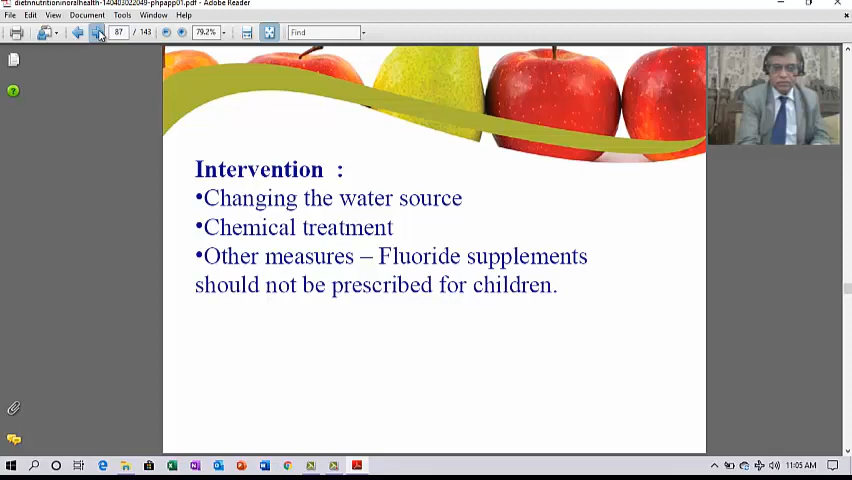 dietnnutritioninoralhealth-140403022049-phpapp01.pdf - Adobe Reader
File Edit View Document Tools Window Help
87 / 143 79.2% Find
Intervention :
•Changing the water source
•Chemical treatment
•Other measures – Fluoride supplements
should not be prescribed for children.
11:05 AM